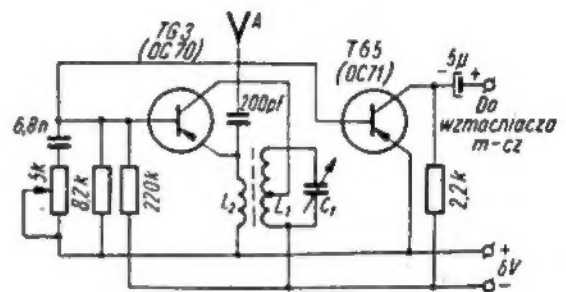 A
TG3
(OC70)
TG5
(OC71)
- 5μ +
Do
wzmacniacza
m-cz
200pf
6,8n
5k
8,2k
220k
L₂
L₁
C₁
2,2k
+
6V
-